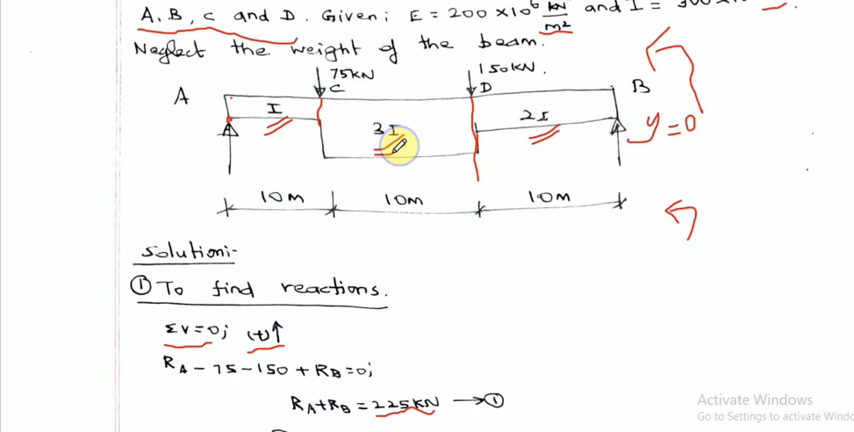 A, B, C and D. Given: E = 200 × 10⁶ kN/m² and I =
Neglect the weight of the beam.
75KN
150KN.
A
C
D
B
I
3I
2I
y=0
10M
10M
10M
Solution:-
① To find reactions.
ΣV=0; (+)↑
RA - 75 - 150 + RB = 0;
RA + RB = 225KN → ①
Activate Windows
Go to Settings to activate Wind